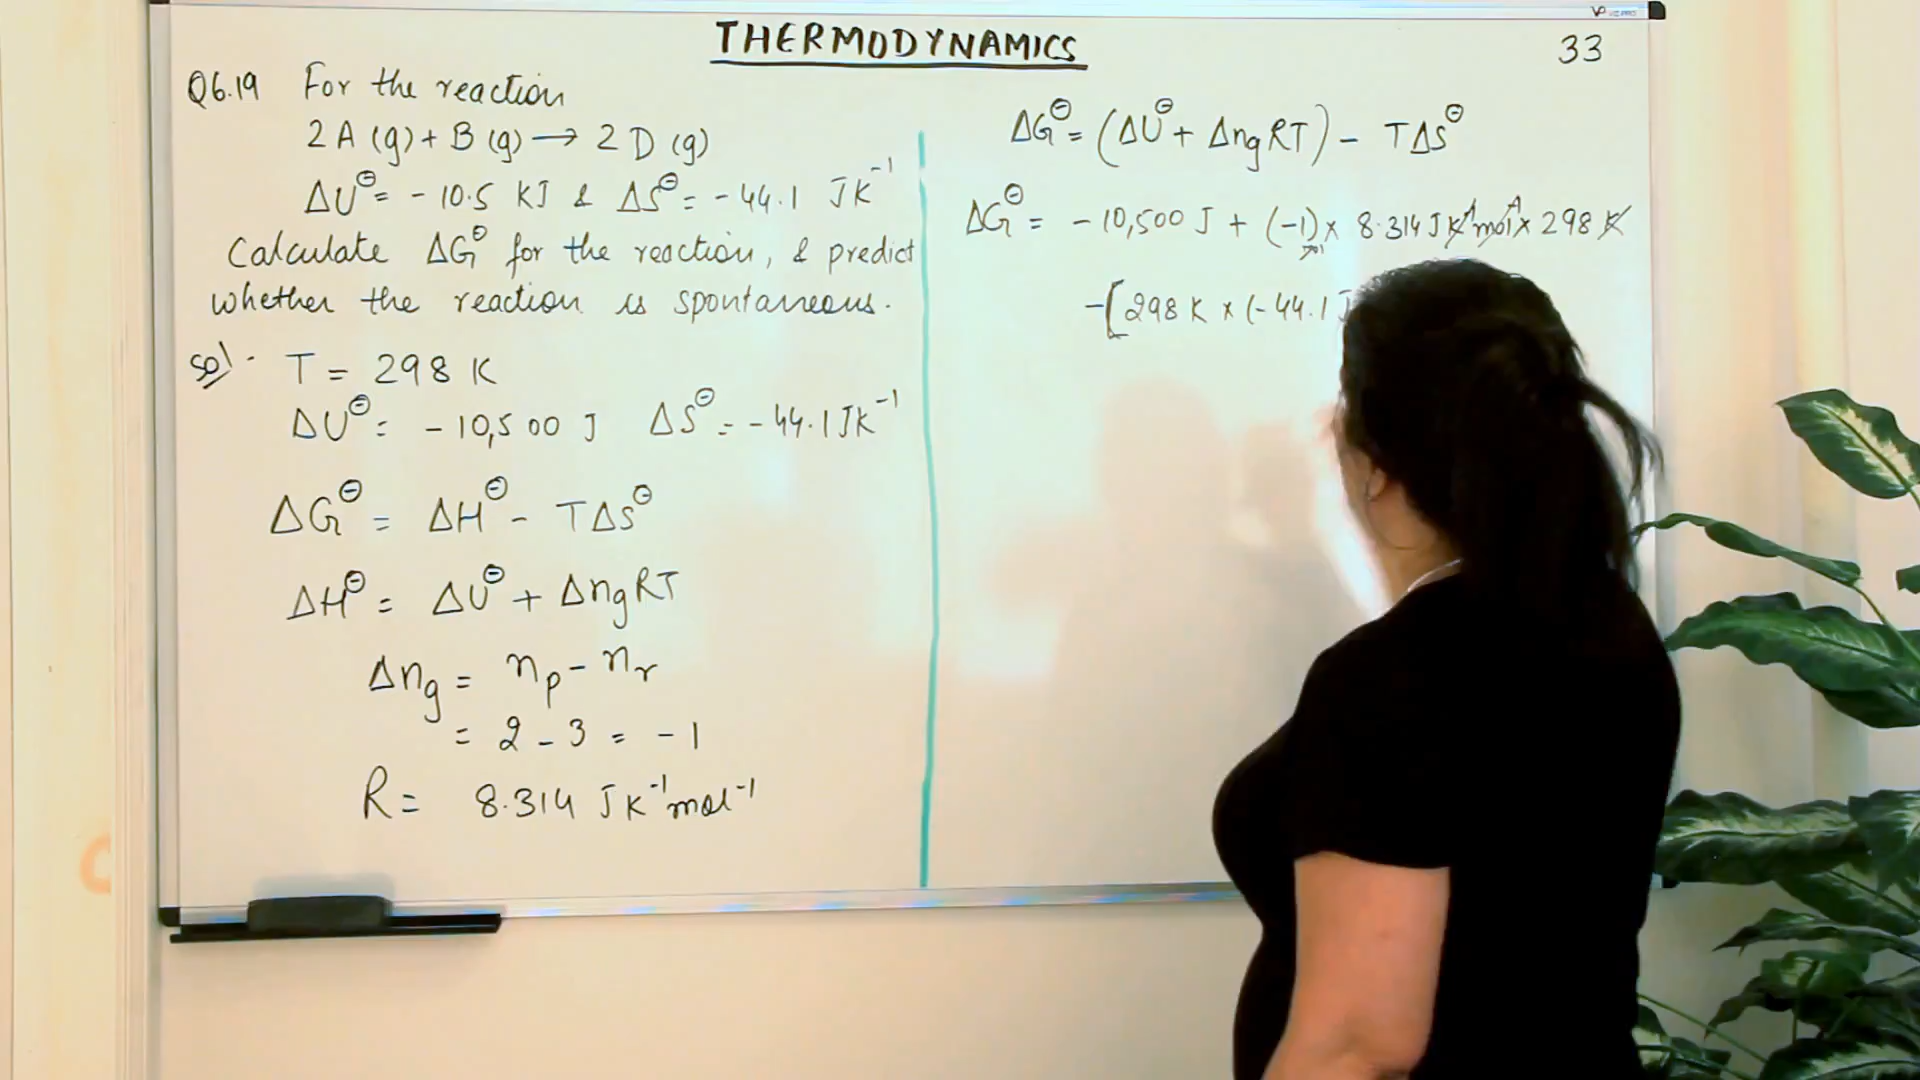 THERMODYNAMICS
33
Q6.19 For the reaction
2A (g) + B (g) → 2D (g)
ΔU⊖ = -10.5 KJ & ΔS⊖ = -44.1 JK⁻¹
Calculate ΔG⊖ for the reaction, & predict
whether the reaction is spontaneous.
Sol. T = 298 K
ΔU⊖ = -10,500 J ΔS⊖ = -44.1 JK⁻¹
ΔG⊖ = ΔH⊖ - TΔS⊖
ΔH⊖ = ΔU⊖ + ΔngRT
Δng = np - nr
= 2 - 3 = -1
R = 8.314 JK⁻¹mol⁻¹
ΔG⊖ = (ΔU⊖ + ΔngRT) - TΔS⊖
ΔG⊖ = -10,500 J + (-1) mol × 8.314 JK⁻¹mol⁻¹ × 298 K
-[298 K × (-44.1 J